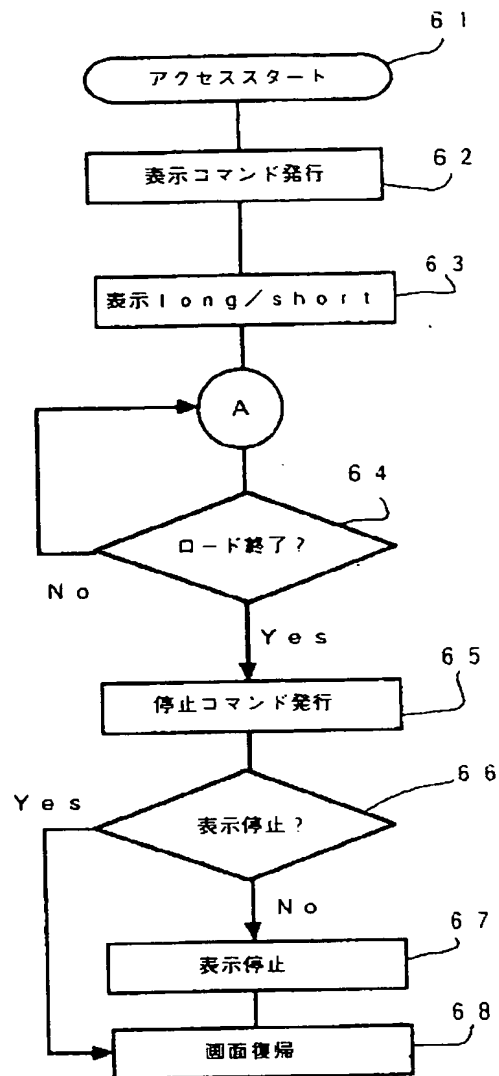 ６１
アクセススタート
６２
表示コマンド発行
６３
表示ｌｏｎｇ／ｓｈｏｒｔ
Ａ
６４
ロード終了？
Ｎｏ
Ｙｅｓ
６５
停止コマンド発行
６６
Ｙｅｓ
表示停止？
Ｎｏ
６７
表示停止
６８
画面復帰